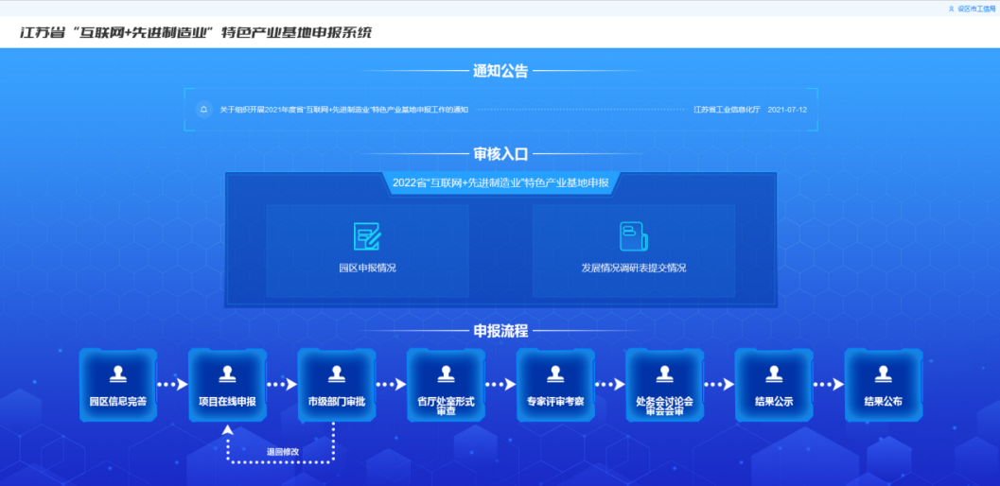 设区市工信局
江苏省“互联网+先进制造业”特色产业基地申报系统
通知公告
关于组织开展2021年度省“互联网+先进制造业”特色产业基地申报工作的通知 江苏省工业信息化厅 2021-07-12
审核入口
2022省“互联网+先进制造业”特色产业基地申报
园区申报情况 发展情况调研表提交情况
申报流程
园区信息完善 项目在线申报 市级部门审批 省厅处室形式 专家评审考察 处务会讨论会 结果公示 结果公布
审查 审会会审
退回修改